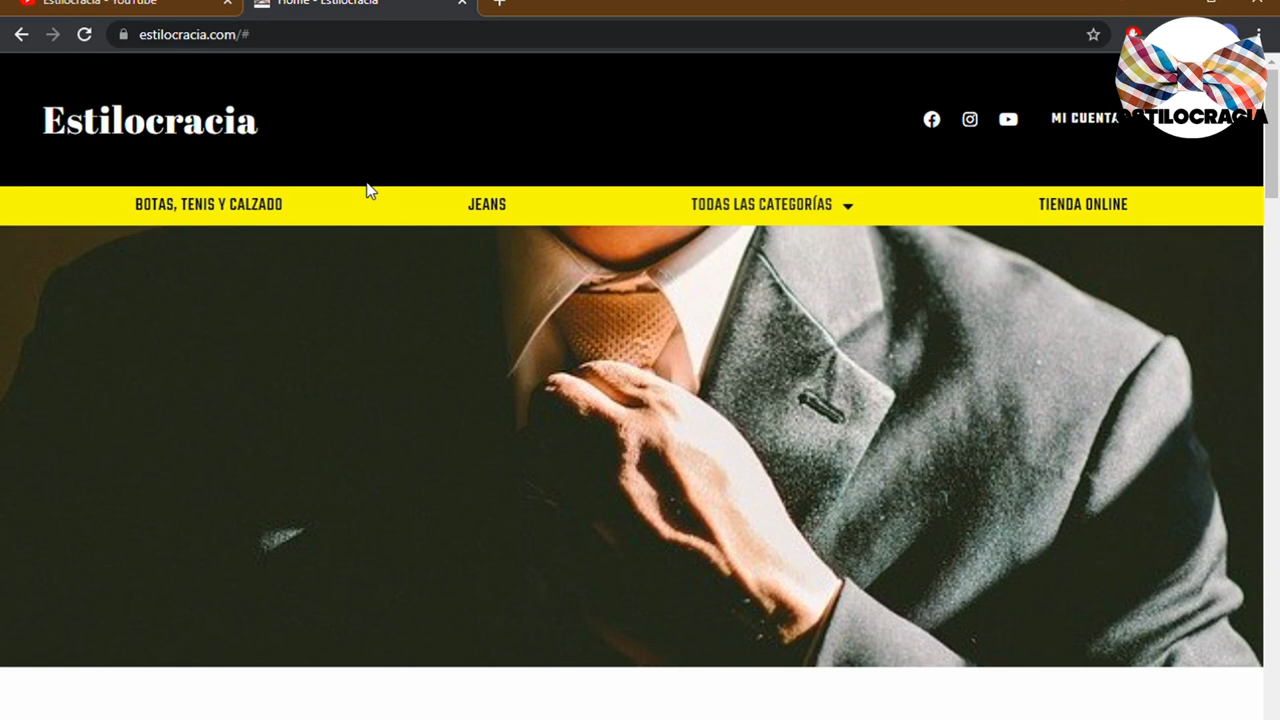 Estilocracia - YouTube
Home - Estilocracia
estilocracia.com/#
Estilocracia
MI CUENTA
ESTILOCRACIA
BOTAS, TENIS Y CALZADO
JEANS
TODAS LAS CATEGORÍAS
TIENDA ONLINE